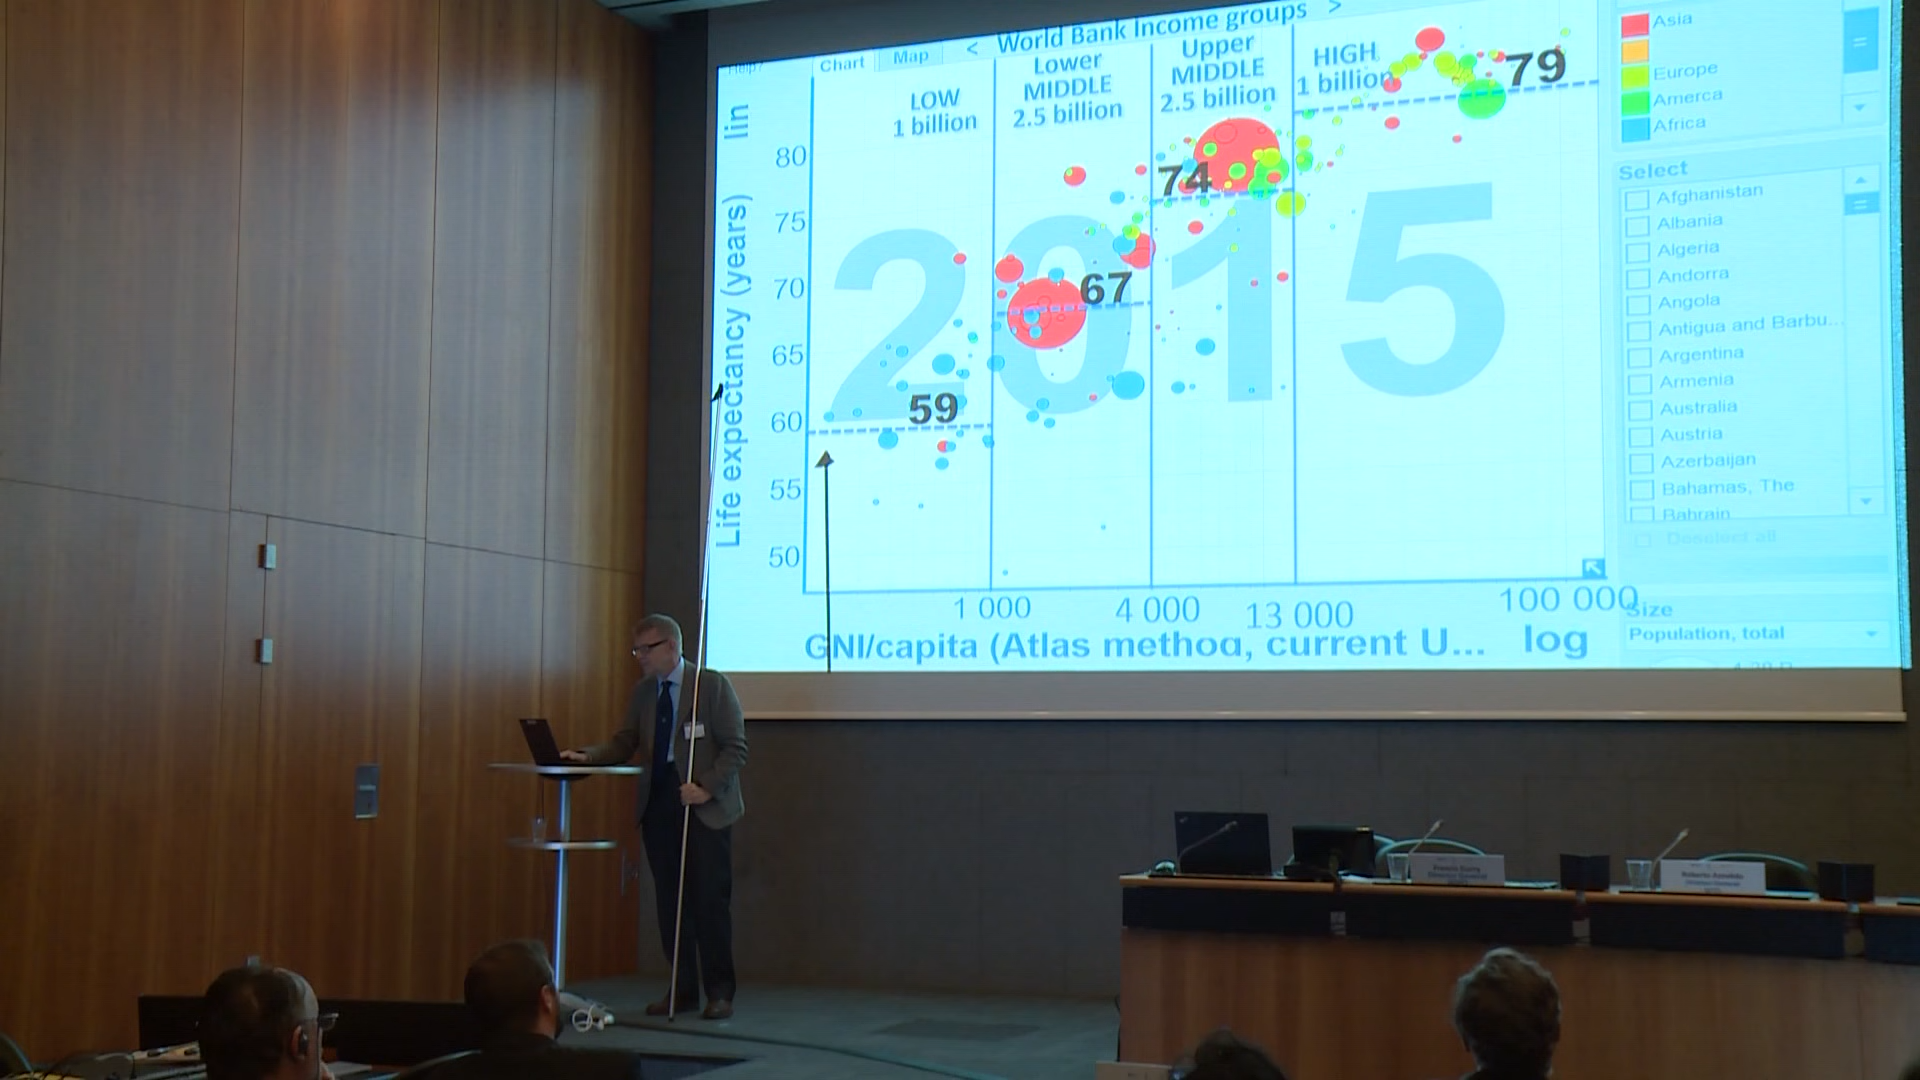 < World Bank Income groups >
Chart
Map
LOW
1 billion
Lower
MIDDLE
2.5 billion
Upper
MIDDLE
2.5 billion
HIGH
1 billion
79
74
67
59
2015
Life expectancy (years) lin
80
75
70
65
60
55
50
1 000
4 000
13 000
100 000
GNI/capita (Atlas method, current U... log
Asia
Europe
Amerca
Africa
Select
Afghanistan
Albania
Algeria
Andorra
Angola
Antigua and Barbu...
Argentina
Armenia
Australia
Austria
Azerbaijan
Bahamas, The
Bahrain
Deselect all
Size
Population, total